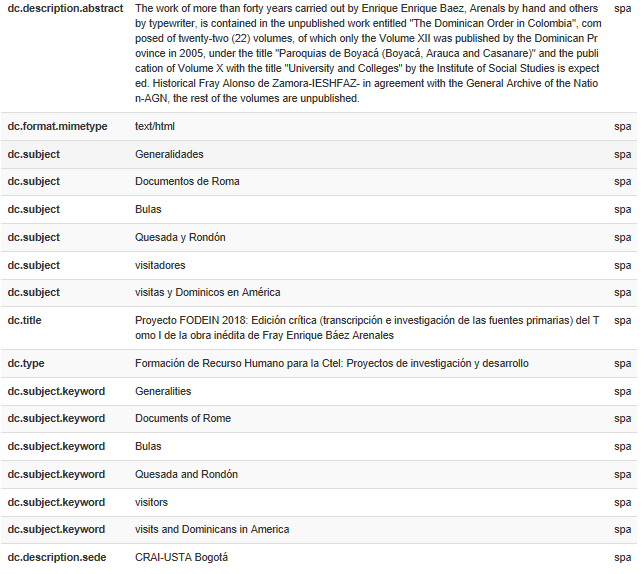 dc.description.abstract The work of more than forty years carried out by Enrique Enrique Baez, Arenals by hand and others spa
by typewriter, is contained in the unpublished work entitled "The Dominican Order in Colombia", com
posed of twenty-two (22) volumes, of which only the Volume XII was published by the Dominican Pr
ovince in 2005, under the title "Paroquias de Boyacá (Boyacá, Arauca and Casanare)" and the publi
cation of Volume X with the title "University and Colleges" by the Institute of Social Studies is expect
ed. Historical Fray Alonso de Zamora-IESHFAZ- in agreement with the General Archive of the Natio
n-AGN, the rest of the volumes are unpublished.
dc.format.mimetype text/html spa
dc.subject Generalidades spa
dc.subject Documentos de Roma spa
dc.subject Bulas spa
dc.subject Quesada y Rondón spa
dc.subject visitadores spa
dc.subject visitas y Dominicos en América spa
dc.title Proyecto FODEIN 2018: Edición crítica (transcripción e investigación de las fuentes primarias) del T spa
omo I de la obra inédita de Fray Enrique Báez Arenales
dc.type Formación de Recurso Humano para la Ctel: Proyectos de investigación y desarrollo spa
dc.subject.keyword Generalities spa
dc.subject.keyword Documents of Rome spa
dc.subject.keyword Bulas spa
dc.subject.keyword Quesada and Rondón spa
dc.subject.keyword visitors spa
dc.subject.keyword visits and Dominicans in America spa
dc.description.sede CRAI-USTA Bogotá spa